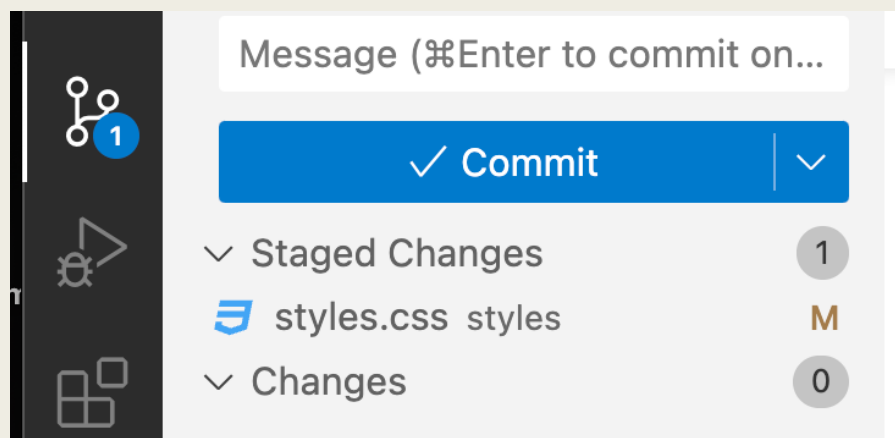 Message (⌘Enter to commit on...
1
Commit
Staged Changes 1
styles.css styles M
Changes 0